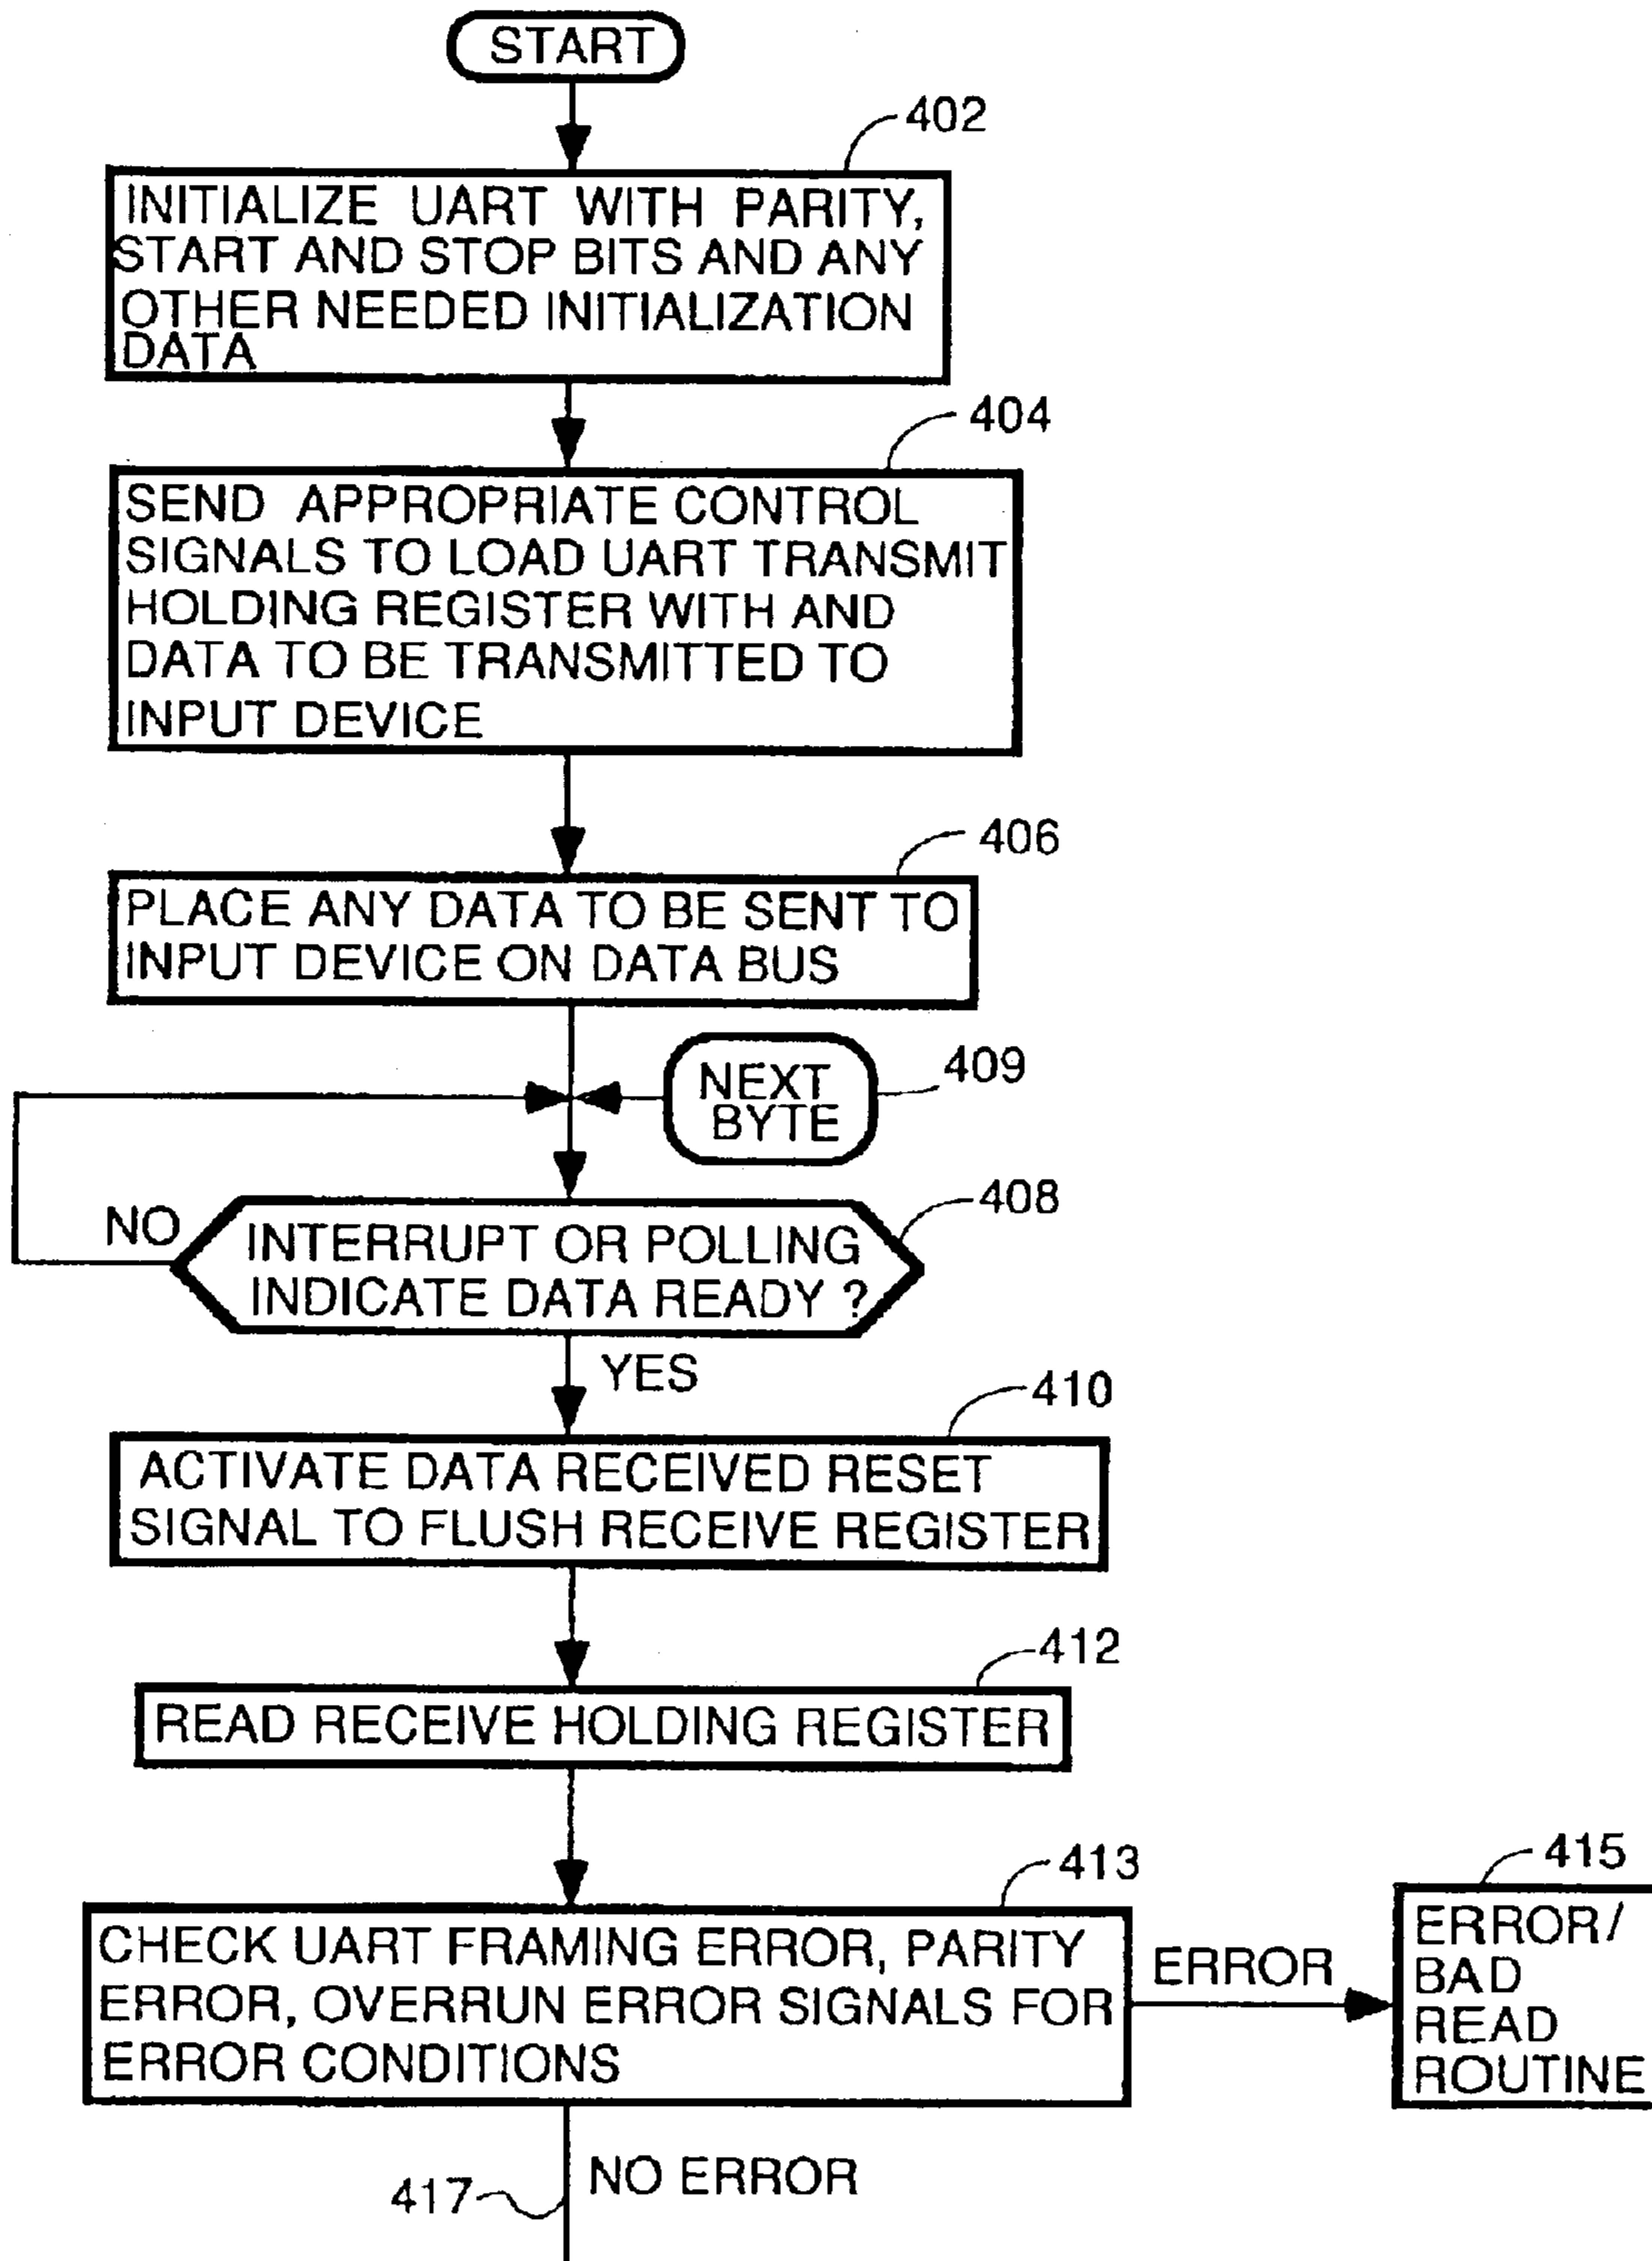 START
402
INITIALIZE UART WITH PARITY,
START AND STOP BITS AND ANY
OTHER NEEDED INITIALIZATION
DATA
404
SEND APPROPRIATE CONTROL
SIGNALS TO LOAD UART TRANSMIT
HOLDING REGISTER WITH AND
DATA TO BE TRANSMITTED TO
INPUT DEVICE
406
PLACE ANY DATA TO BE SENT TO
INPUT DEVICE ON DATA BUS
409
NEXT
BYTE
408
NO
INTERRUPT OR POLLING
INDICATE DATA READY ?
YES
410
ACTIVATE DATA RECEIVED RESET
SIGNAL TO FLUSH RECEIVE REGISTER
412
READ RECEIVE HOLDING REGISTER
413
CHECK UART FRAMING ERROR, PARITY
ERROR, OVERRUN ERROR SIGNALS FOR
ERROR CONDITIONS
ERROR
415
ERROR/
BAD
READ
ROUTINE
NO ERROR
417